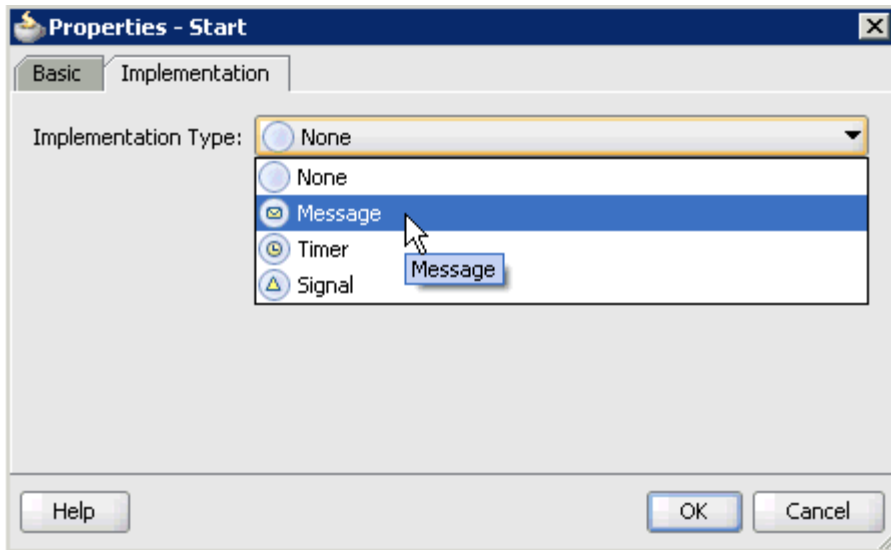 Properties - Start
Basic Implementation
Implementation Type: None
None
Message
Timer
Message
Signal
Help OK Cancel